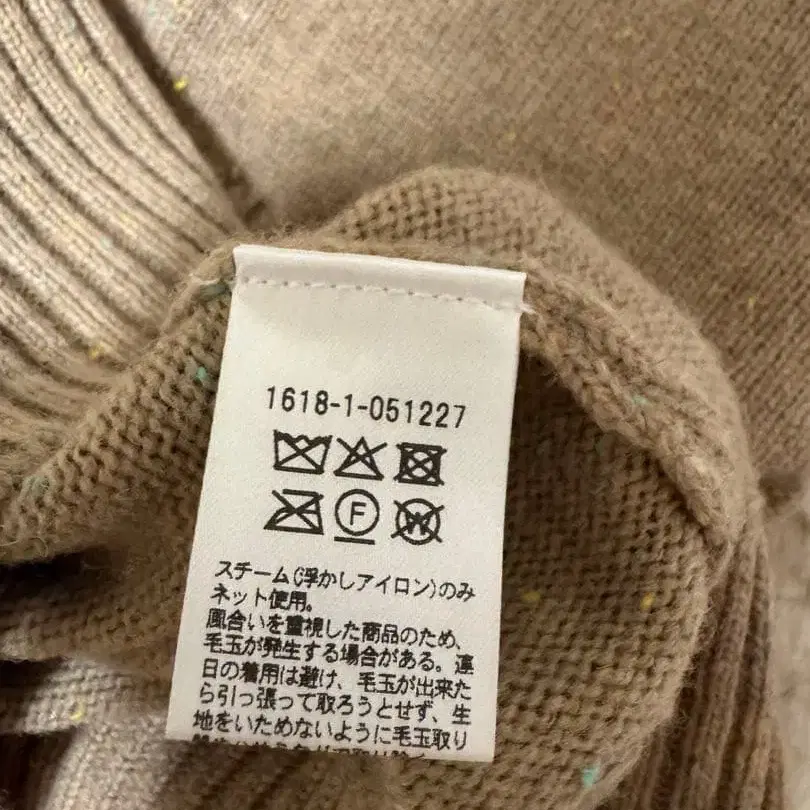 1618-1-051227
F
W
スチーム(浮かしアイロン)のみ
ネット使用。
風合いを重視した商品のため、
毛玉が発生する場合がある。連
日の着用は避け、毛玉が出来た
ら引っ張って取ろうとせず、生
地をいためないように毛玉取り